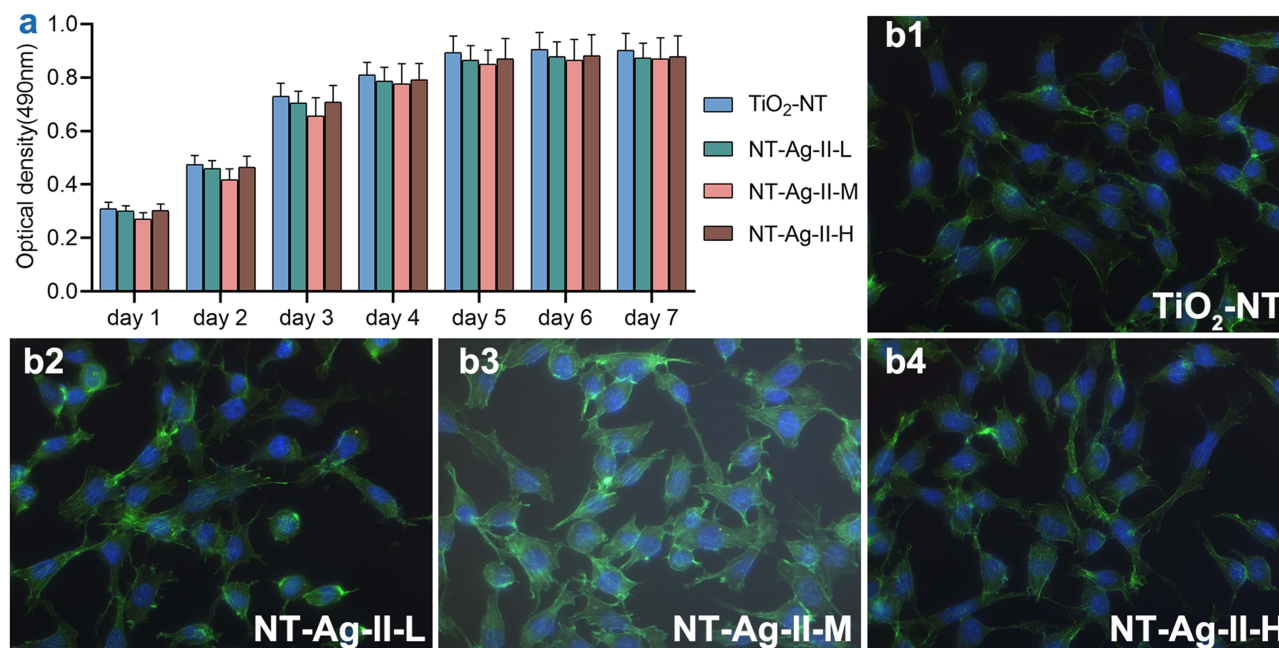 a
Optical density(490nm)
1.0
0.8
0.6
0.4
0.2
0.0
day 1 day 2 day 3 day 4 day 5 day 6 day 7
TiO₂-NT
NT-Ag-II-L
NT-Ag-II-M
NT-Ag-II-H
b1
TiO₂-NT
b2
NT-Ag-II-L
b3
NT-Ag-II-M
b4
NT-Ag-II-H